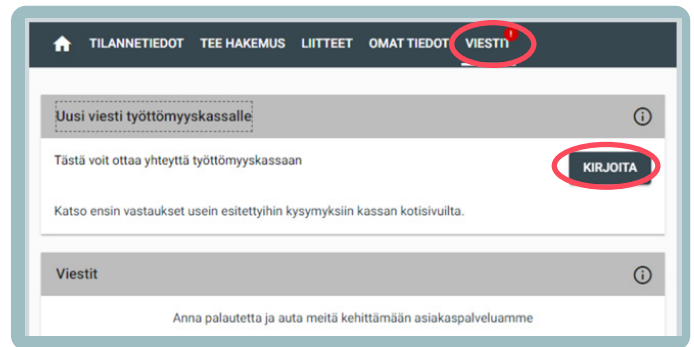 TILANNETIEDOT TEE HAKEMUS LIITTEET OMAT TIEDOT VIESTIT !
Uusi viesti työttömyyskassalle
Tästä voit ottaa yhteyttä työttömyyskassaan
KIRJOITA
Katso ensin vastaukset usein esitettyihin kysymyksiin kassan kotisivuilta.
Viestit
Anna palautetta ja auta meitä kehittämään asiakaspalveluamme